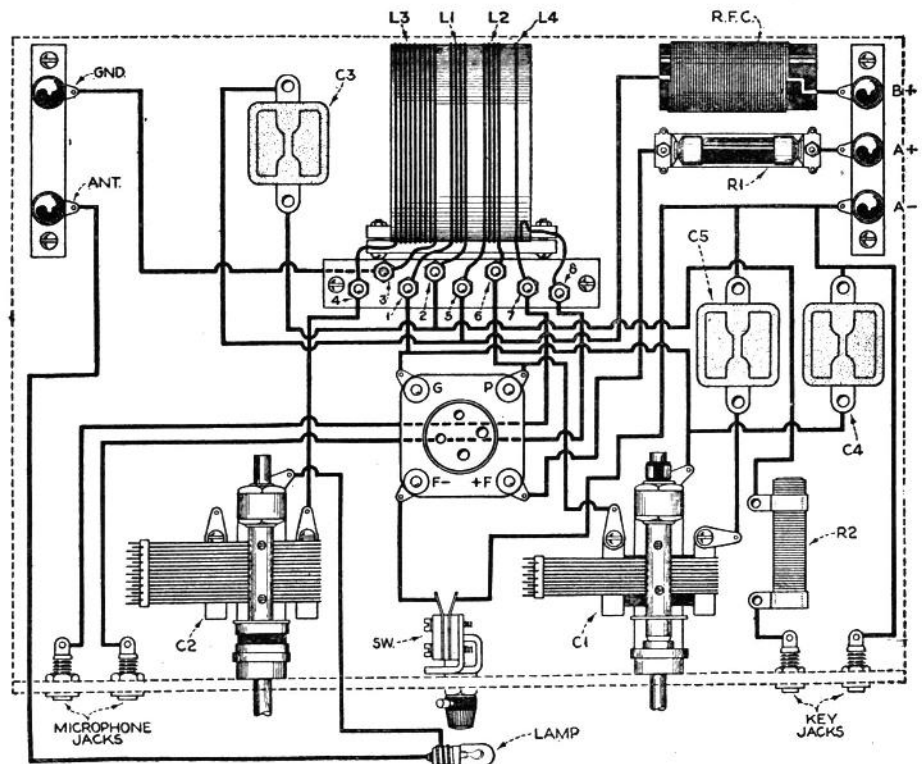 L3 L1 L2 L4
R.F.C.
GND.
C3
B+
A+
R1
ANT.
A-
C5
4 3 1 2 5 6 7 8
G P
C4
F- +F
R2
C2
SW.
C1
MICROPHONE
JACKS
KEY
JACKS
LAMP